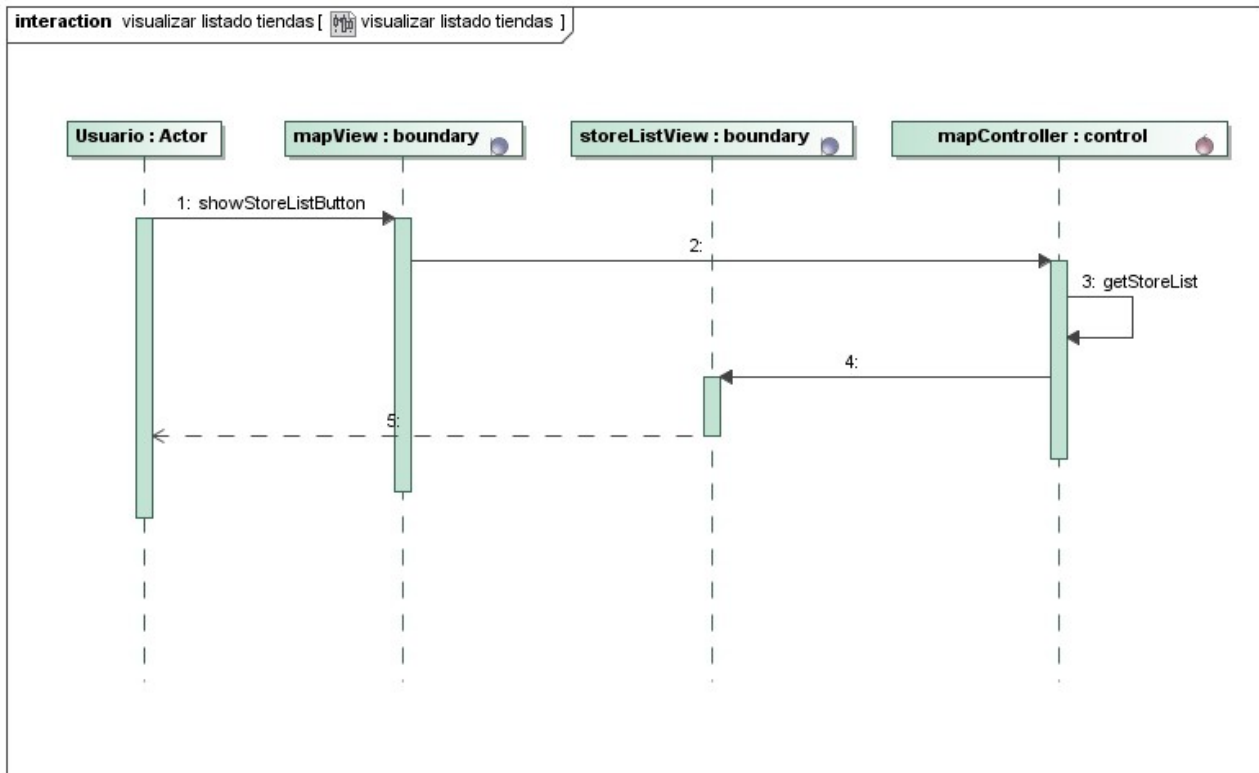 interaction visualizar listado tiendas [ visualizar listado tiendas ]
Usuario : Actor
mapView : boundary
storeListView : boundary
mapController : control
1: showStoreListButton
2:
3: getStoreList
4:
5: